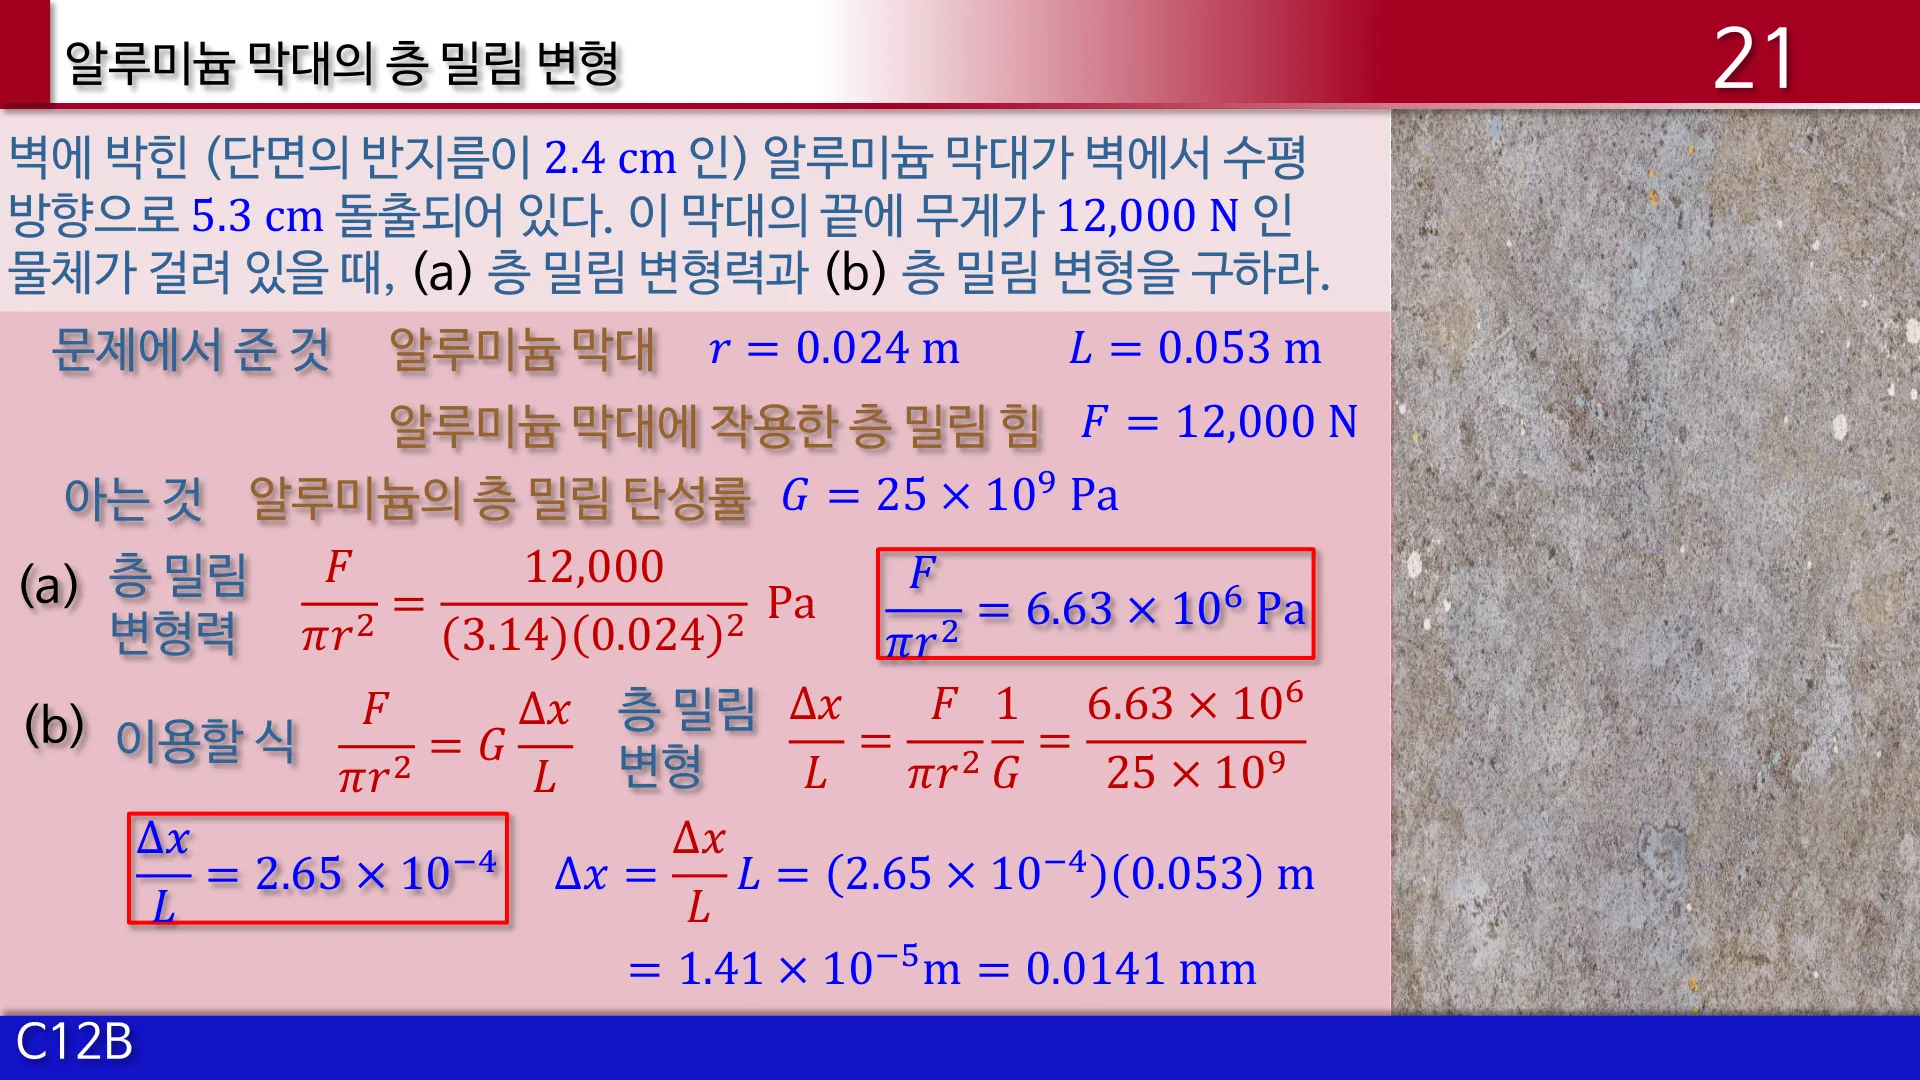 알루미늄 막대의 층 밀림 변형
21
벽에 박힌 (단면의 반지름이 2.4 cm 인) 알루미늄 막대가 벽에서 수평
방향으로 5.3 cm 돌출되어 있다. 이 막대의 끝에 무게가 12,000 N 인
물체가 걸려 있을 때, (a) 층 밀림 변형력과 (b) 층 밀림 변형을 구하라.
문제에서 준 것 알루미늄 막대 r = 0.024 m L = 0.053 m
알루미늄 막대에 작용한 층 밀림 힘 F = 12,000 N
아는 것 알루미늄의 층 밀림 탄성률 G = 25 × 10⁹ Pa
(a) 층 밀림 변형력 F/πr² = 12,000/(3.14)(0.024)² Pa F/πr² = 6.63 × 10⁶ Pa
(b) 이용할 식 F/πr² = G Δx/L 층 밀림 변형 Δx/L = F/πr² 1/G = 6.63 × 10⁶/25 × 10⁹
Δx/L = 2.65 × 10⁻⁴ Δx = Δx/L L = (2.65 × 10⁻⁴)(0.053) m
= 1.41 × 10⁻⁵m = 0.0141 mm
C12B